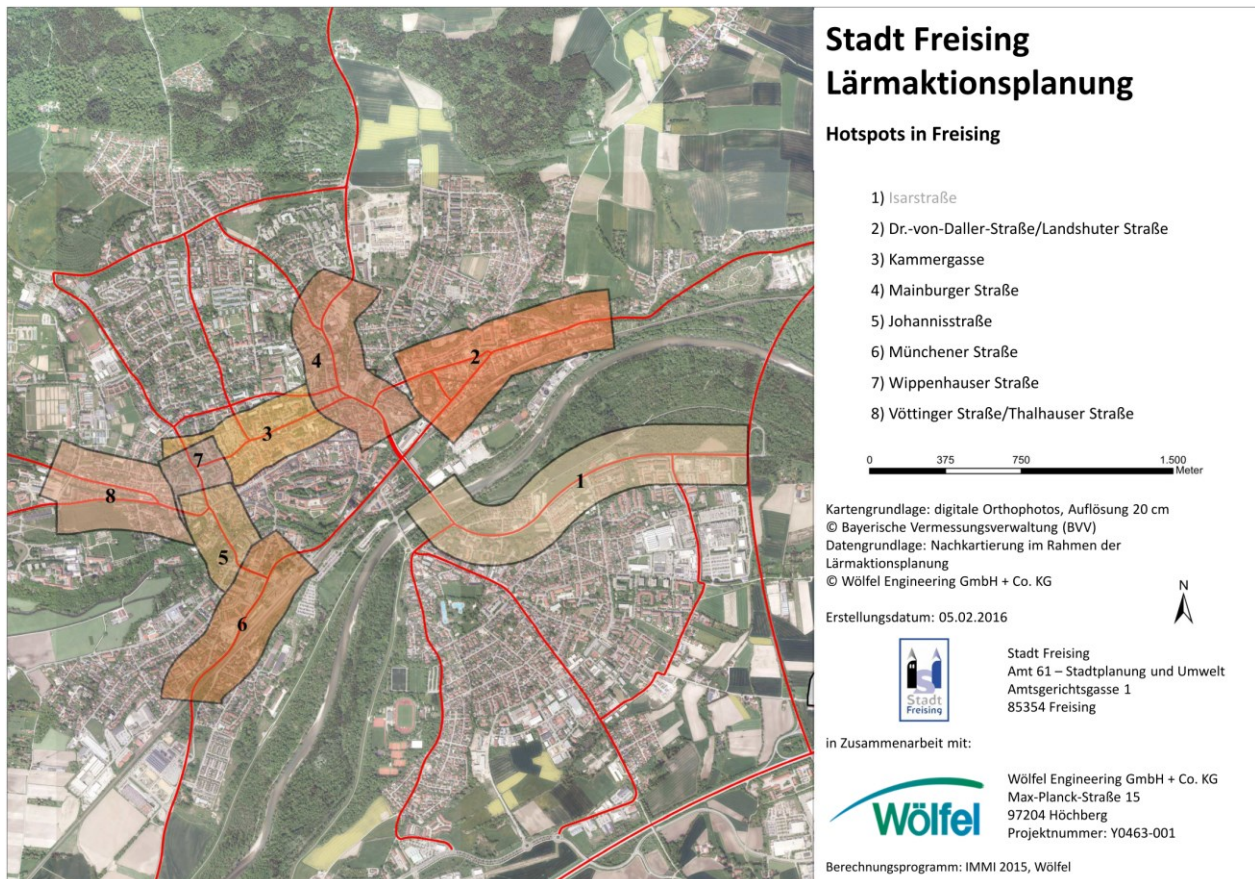 Stadt Freising
Lärmaktionsplanung
Hotspots in Freising
1) Isarstraße
2) Dr.-von-Daller-Straße/Landshuter Straße
3) Kammergasse
4) Mainburger Straße
5) Johannisstraße
6) Münchener Straße
7) Wippenhauser Straße
8) Vöttinger Straße/Thalhauser Straße
0 375 750 1.500
Meter
Kartengrundlage: digitale Orthophotos, Auflösung 20 cm
© Bayerische Vermessungsverwaltung (BVV)
Datengrundlage: Nachkartierung im Rahmen der
Lärmaktionsplanung
© Wölfel Engineering GmbH + Co. KG
N
Erstellungsdatum: 05.02.2016
Stadt
Freising
Stadt Freising
Amt 61 – Stadtplanung und Umwelt
Amtsgerichtsgasse 1
85354 Freising
in Zusammenarbeit mit:
Wölfel
Wölfel Engineering GmbH + Co. KG
Max-Planck-Straße 15
97204 Höchberg
Projektnummer: Y0463-001
Berechnungsprogramm: IMMI 2015, Wölfel
4
2
3
7
1
8
5
6